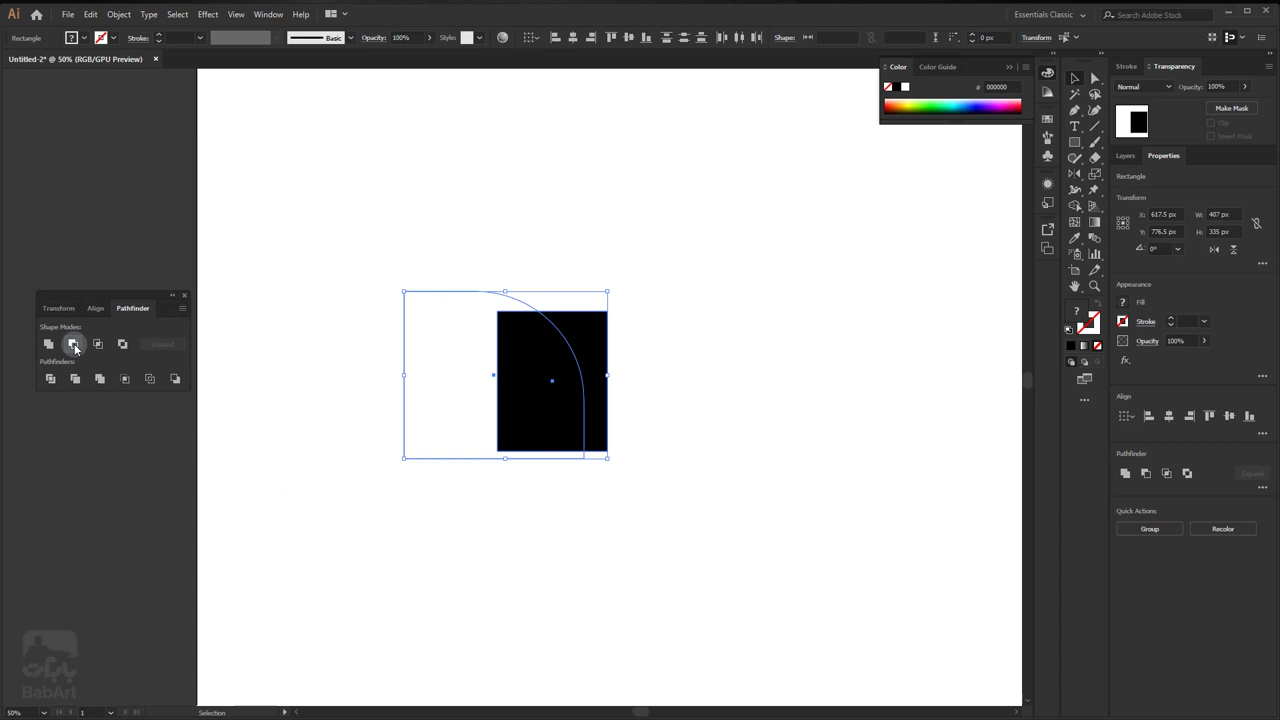 Ai File Edit Object Type Select Effect View Window Help Essentials Classic Search Adobe Stock
Rectangle ? Stroke: Basic Opacity: 100% Style: Shape: 0 px Transform
Untitled-2* @ 50% (RGB/GPU Preview) ×
Color Color Guide
# 000000
Stroke Transparency
Normal Opacity: 100%
Make Mask
Clip
Invert Mask
Layers Properties
Rectangle
Transform
X: 617.5 px W: 407 px
Y: 776.5 px H: 335 px
0°
Appearance
? Fill
Stroke
Opacity 100%
fx
Align
Pathfinder
Expand
Quick Actions
Group Recolor
Transform Align Pathfinder
Shape Modes:
Expand
Pathfinders:
BabArt
50% 1 Selection